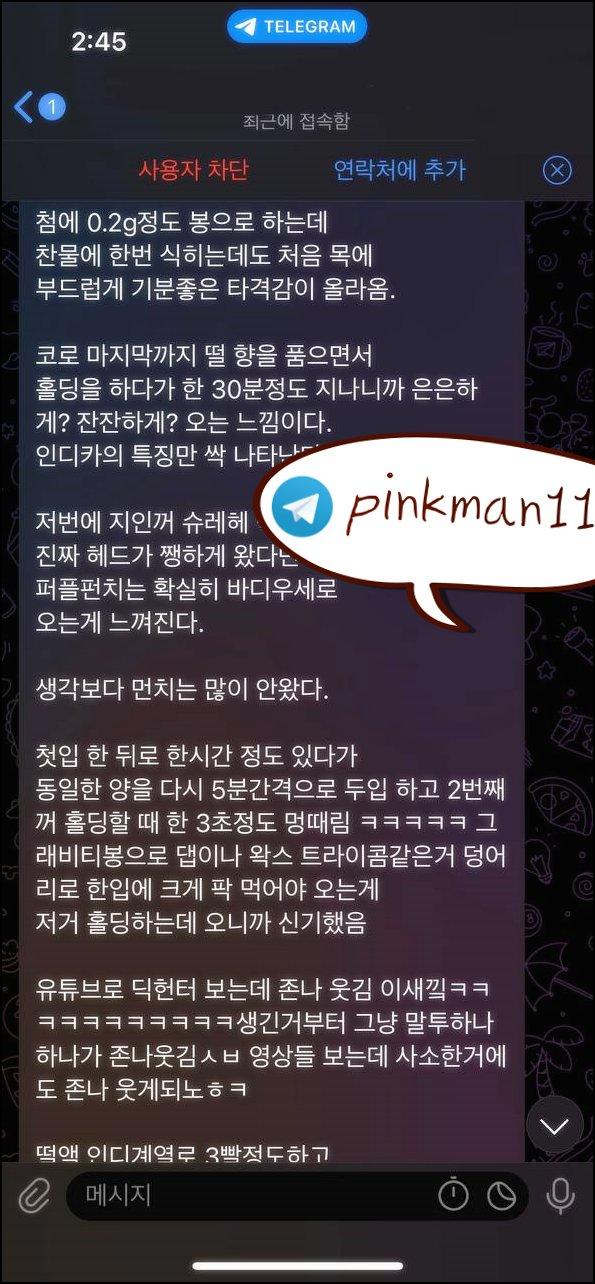 2:45
TELEGRAM
1
최근에 접속함
사용자 차단
연락처에 추가
첨에 0.2g정도 봉으로 하는데
찬물에 한번 식히는데도 처음 목에
부드럽게 기분좋은 타격감이 올라옴.
코로 마지막까지 떨 향을 품으면서
홀딩을 하다가 한 30분정도 지나니까 은은하
게? 잔잔하게? 오는 느낌이다.
인디카의 특징만 싹
pinkman11
저번에 지인꺼 슈레헤
진짜 헤드가 쨍하게
퍼플펀치는 확실히 바디우세로
오는게 느껴진다.
생각보다 먼치는 많이 안왔다.
첫입 한 뒤로 한시간 정도 있다가
동일한 양을 다시 5분간격으로 두입 하고 2번째
꺼 홀딩할 때 한 3초정도 멍때림 ㅋㅋㅋㅋㅋ 그
래비티봉으로 댑이나 왁스 트라이콤같은거 덩어
리로 한입에 크게 팍 먹어야 오는게
저거 홀딩하는데 오니까 신기했음
유튜브로 딕헌터 보는데 존나 웃김 이새낔ㅋㅋ
ㅋㅋㅋㅋㅋㅋㅋㅋㅋ생긴거부터 그냥 말투하나
하나가 존나웃김ㅅㅂ 영상들 보는데 사소한거에
도 존나 웃게되노ㅎㅋ
떨액 인디계열로 3빨정도하고
메시지